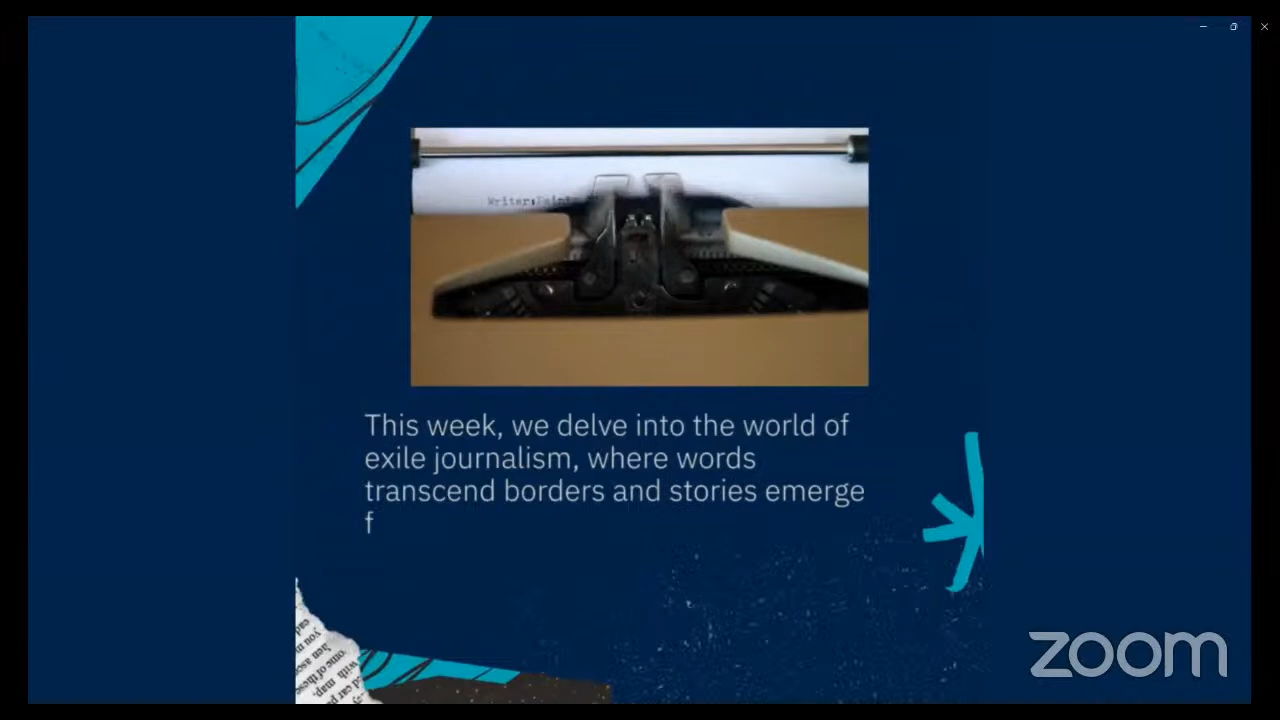 This week, we delve into the world of
exile journalism, where words
transcend borders and stories emerge
f
zoom